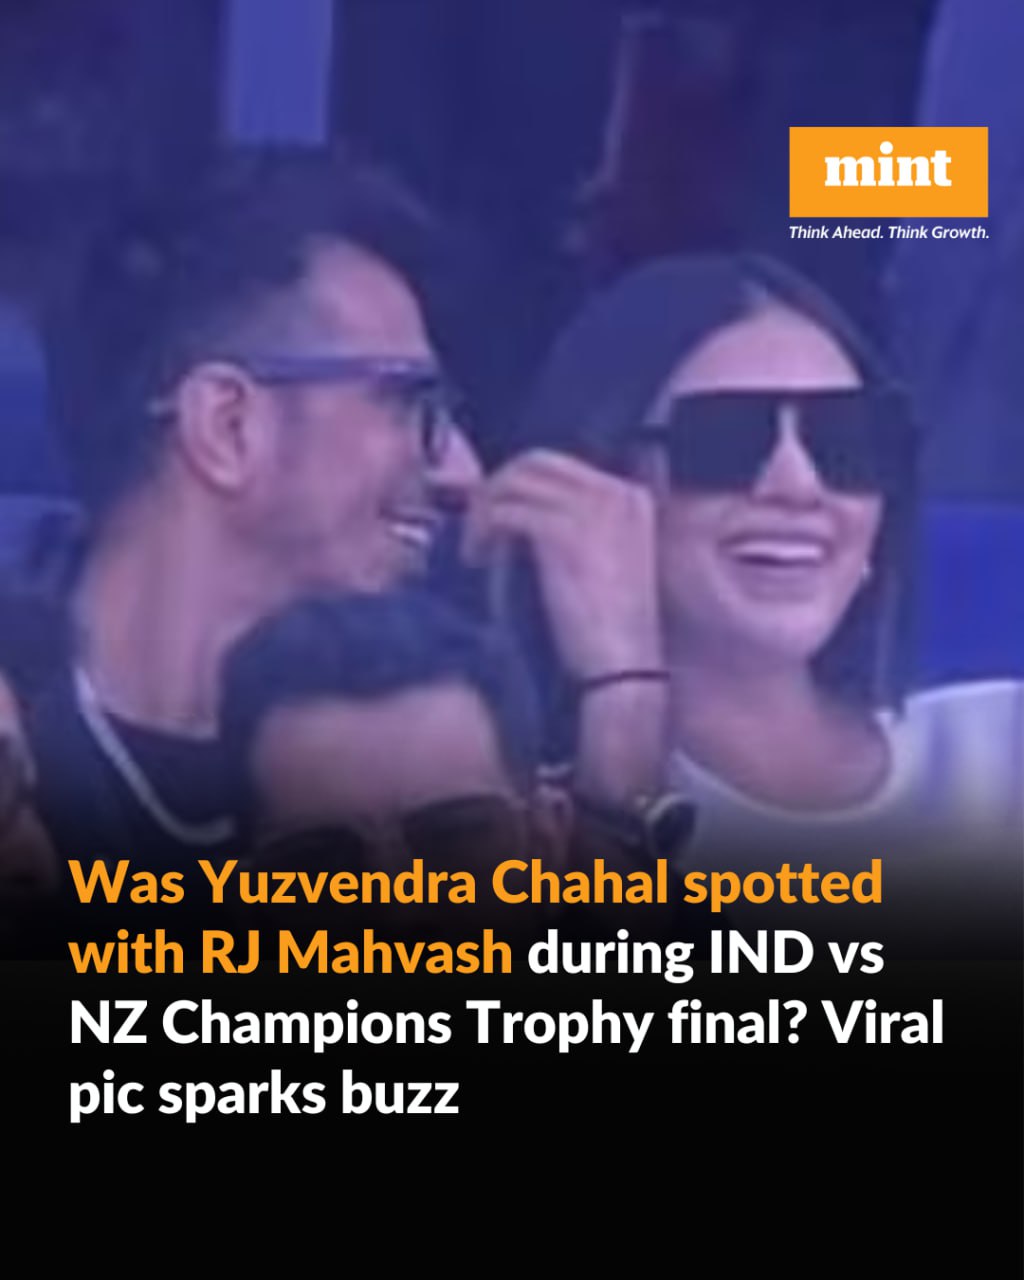 mint
Think Ahead. Think Growth.
Was Yuzvendra Chahal spotted
with RJ Mahvash during IND vs
NZ Champions Trophy final? Viral
pic sparks buzz